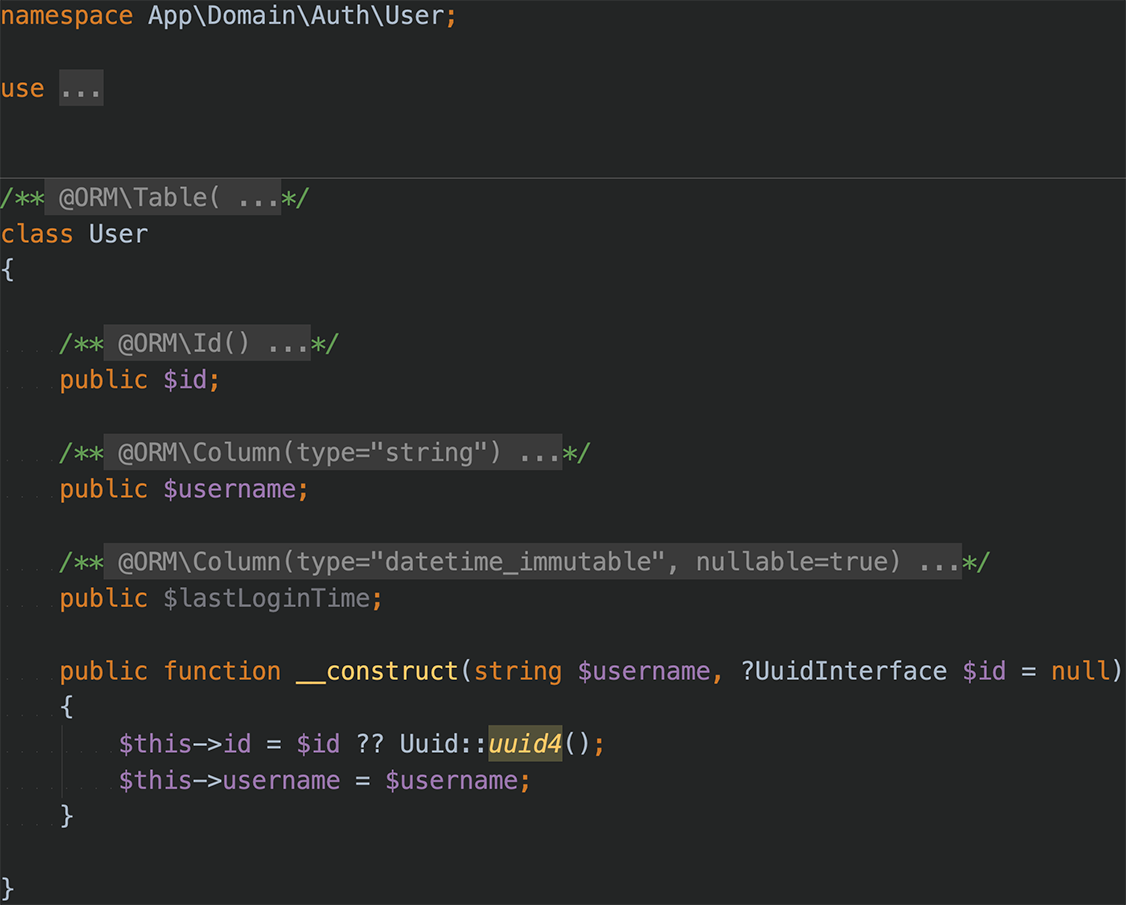 namespace App\Domain\Auth\User;
use ...
/** @ORM\Table( ...*/
class User
{
/** @ORM\Id() ...*/
public $id;
/** @ORM\Column(type="string") ...*/
public $username;
/** @ORM\Column(type="datetime_immutable", nullable=true) ...*/
public $lastLoginTime;
public function __construct(string $username, ?UuidInterface $id = null)
{
$this->id = $id ?? Uuid::uuid4();
$this->username = $username;
}
}